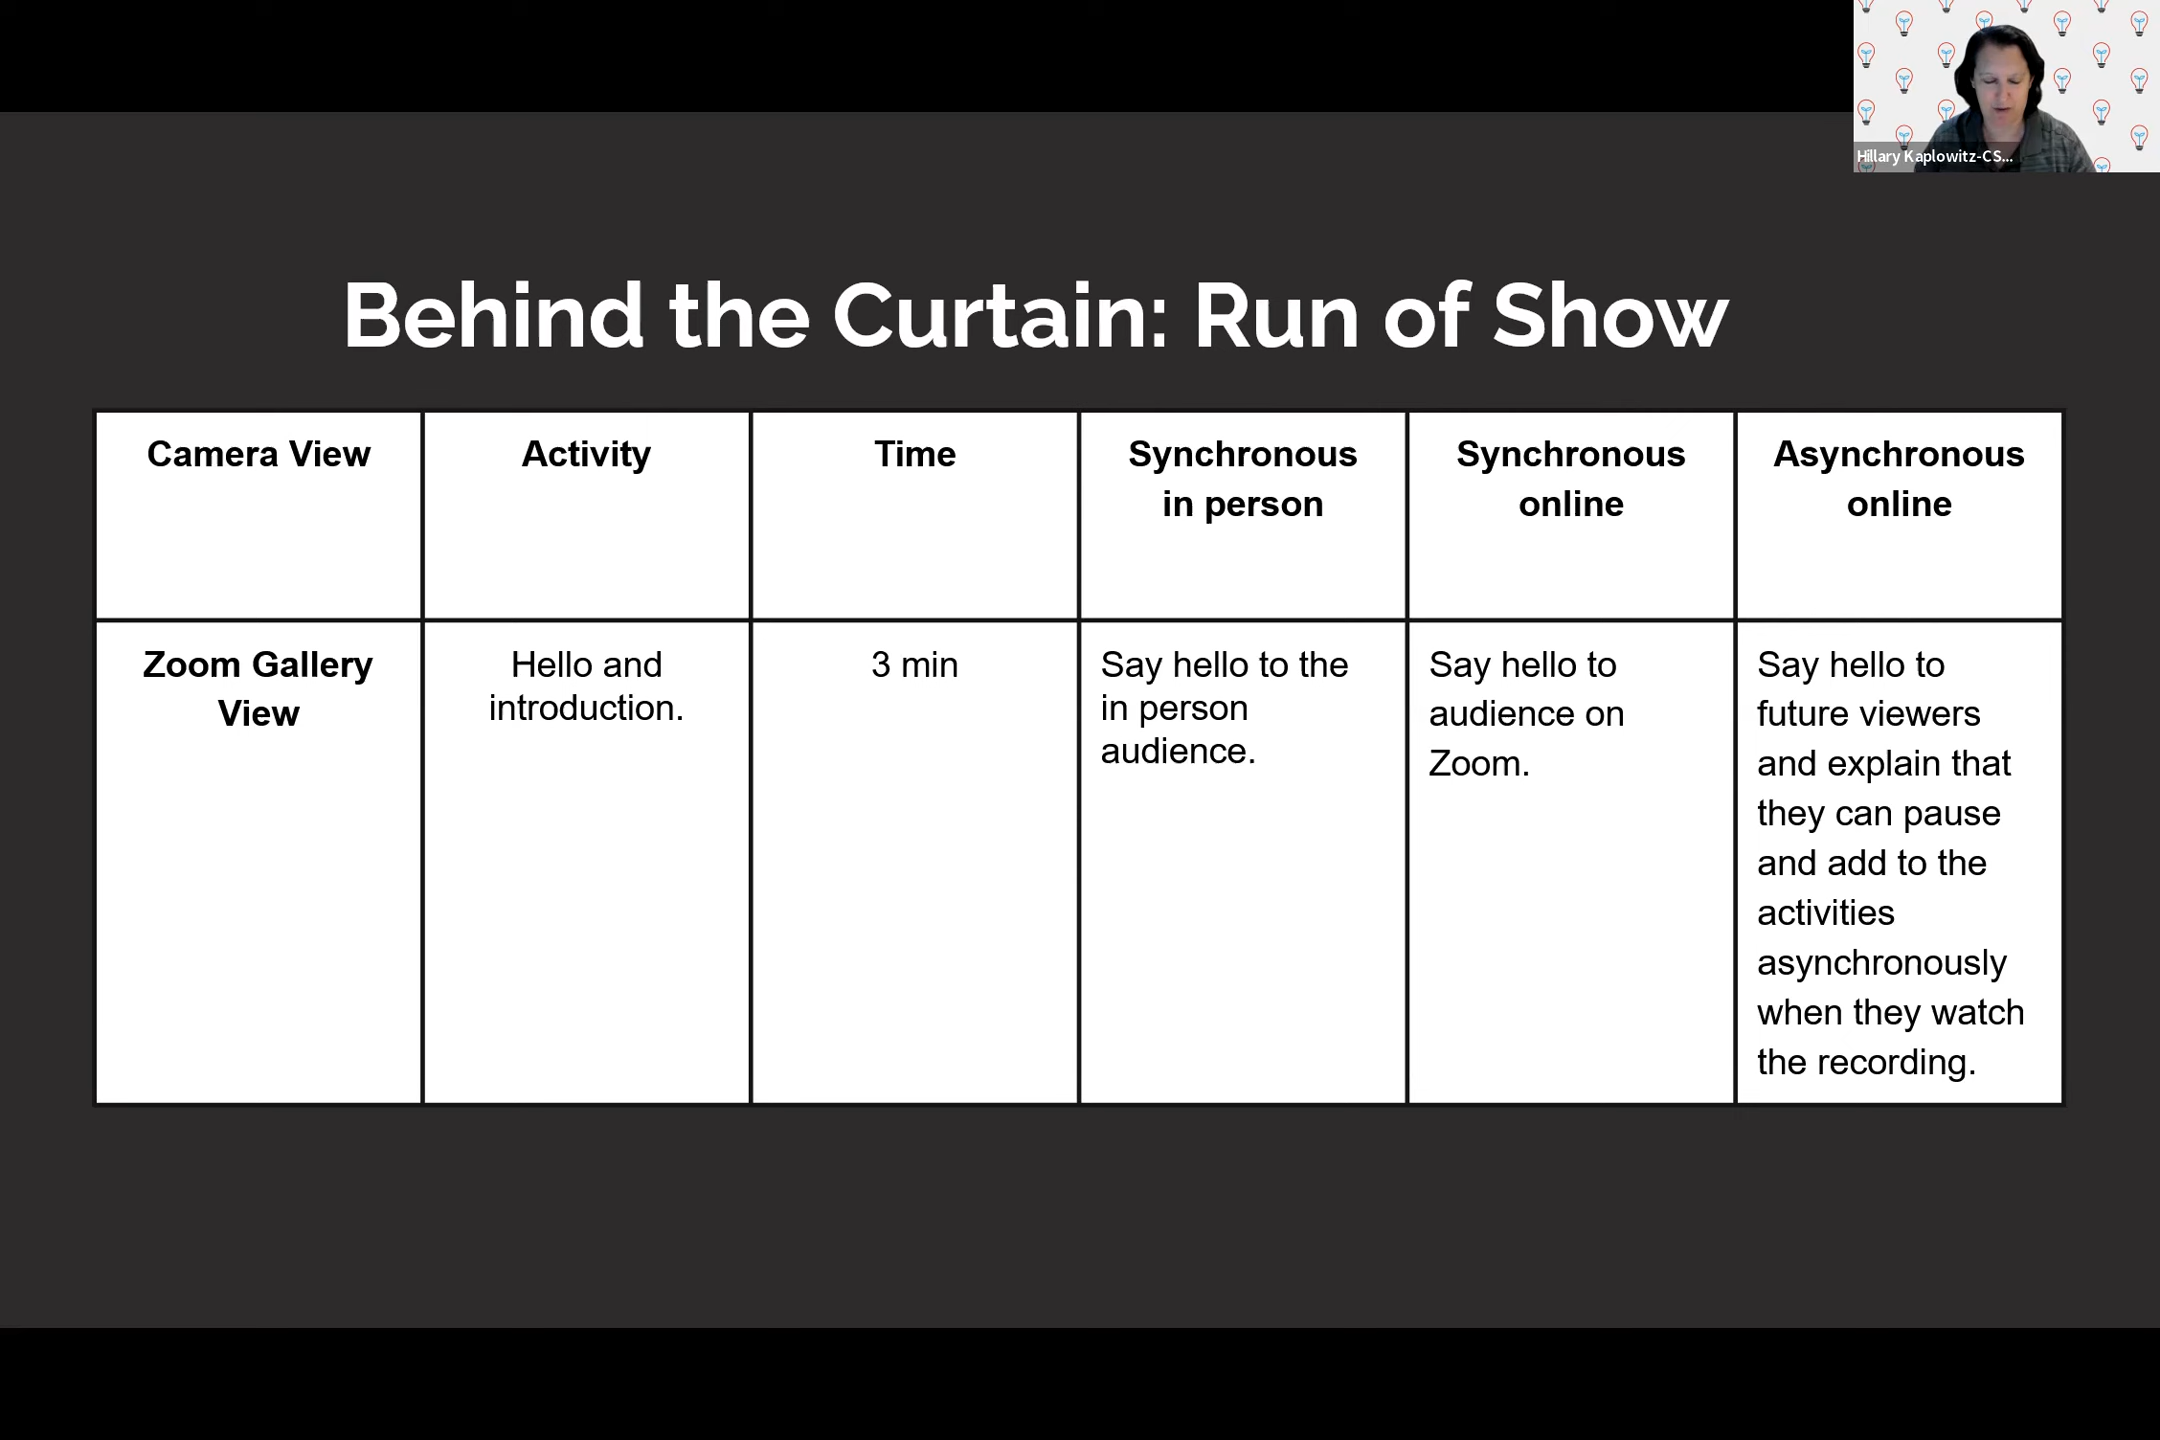 Hillary Kaplowitz-CS...
Behind the Curtain: Run of Show
Camera View
Activity
Time
Synchronous
in person
Synchronous
online
Asynchronous
online
Zoom Gallery
View
Hello and
introduction.
3 min
Say hello to the
in person
audience.
Say hello to
audience on
Zoom.
Say hello to
future viewers
and explain that
they can pause
and add to the
activities
asynchronously
when they watch
the recording.